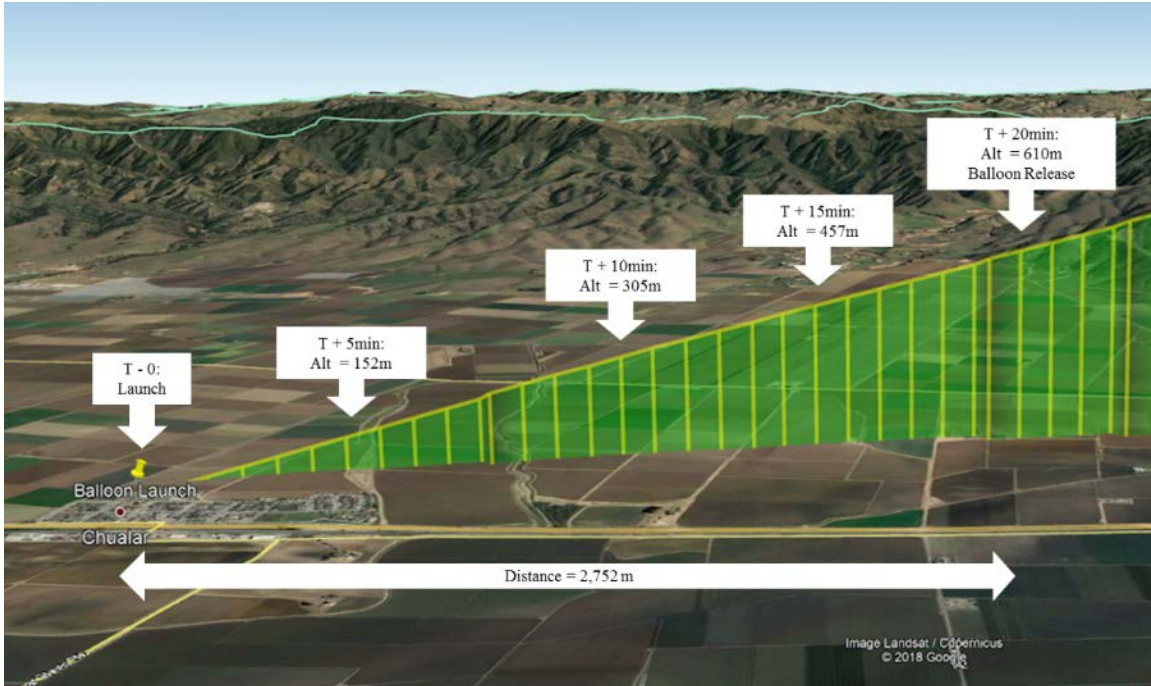 T + 20min:
Alt = 610m
Balloon Release
T + 15min:
Alt = 457m
T + 10min:
Alt = 305m
T + 5min:
Alt = 152m
T - 0:
Launch
Balloon Launch
Chualar
Distance = 2,752 m
Image Landsat / Copernicus
© 2018 Google